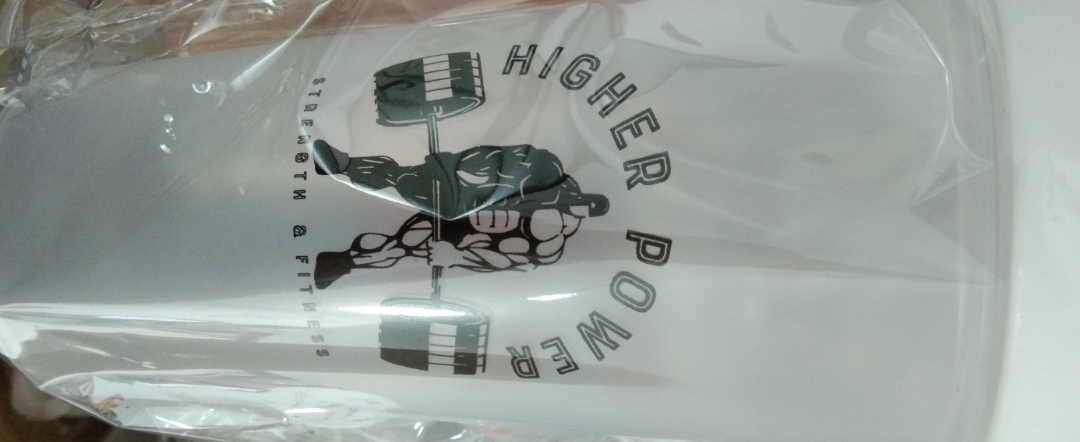 HIGHER POWER
STRENGTH & FITNESS